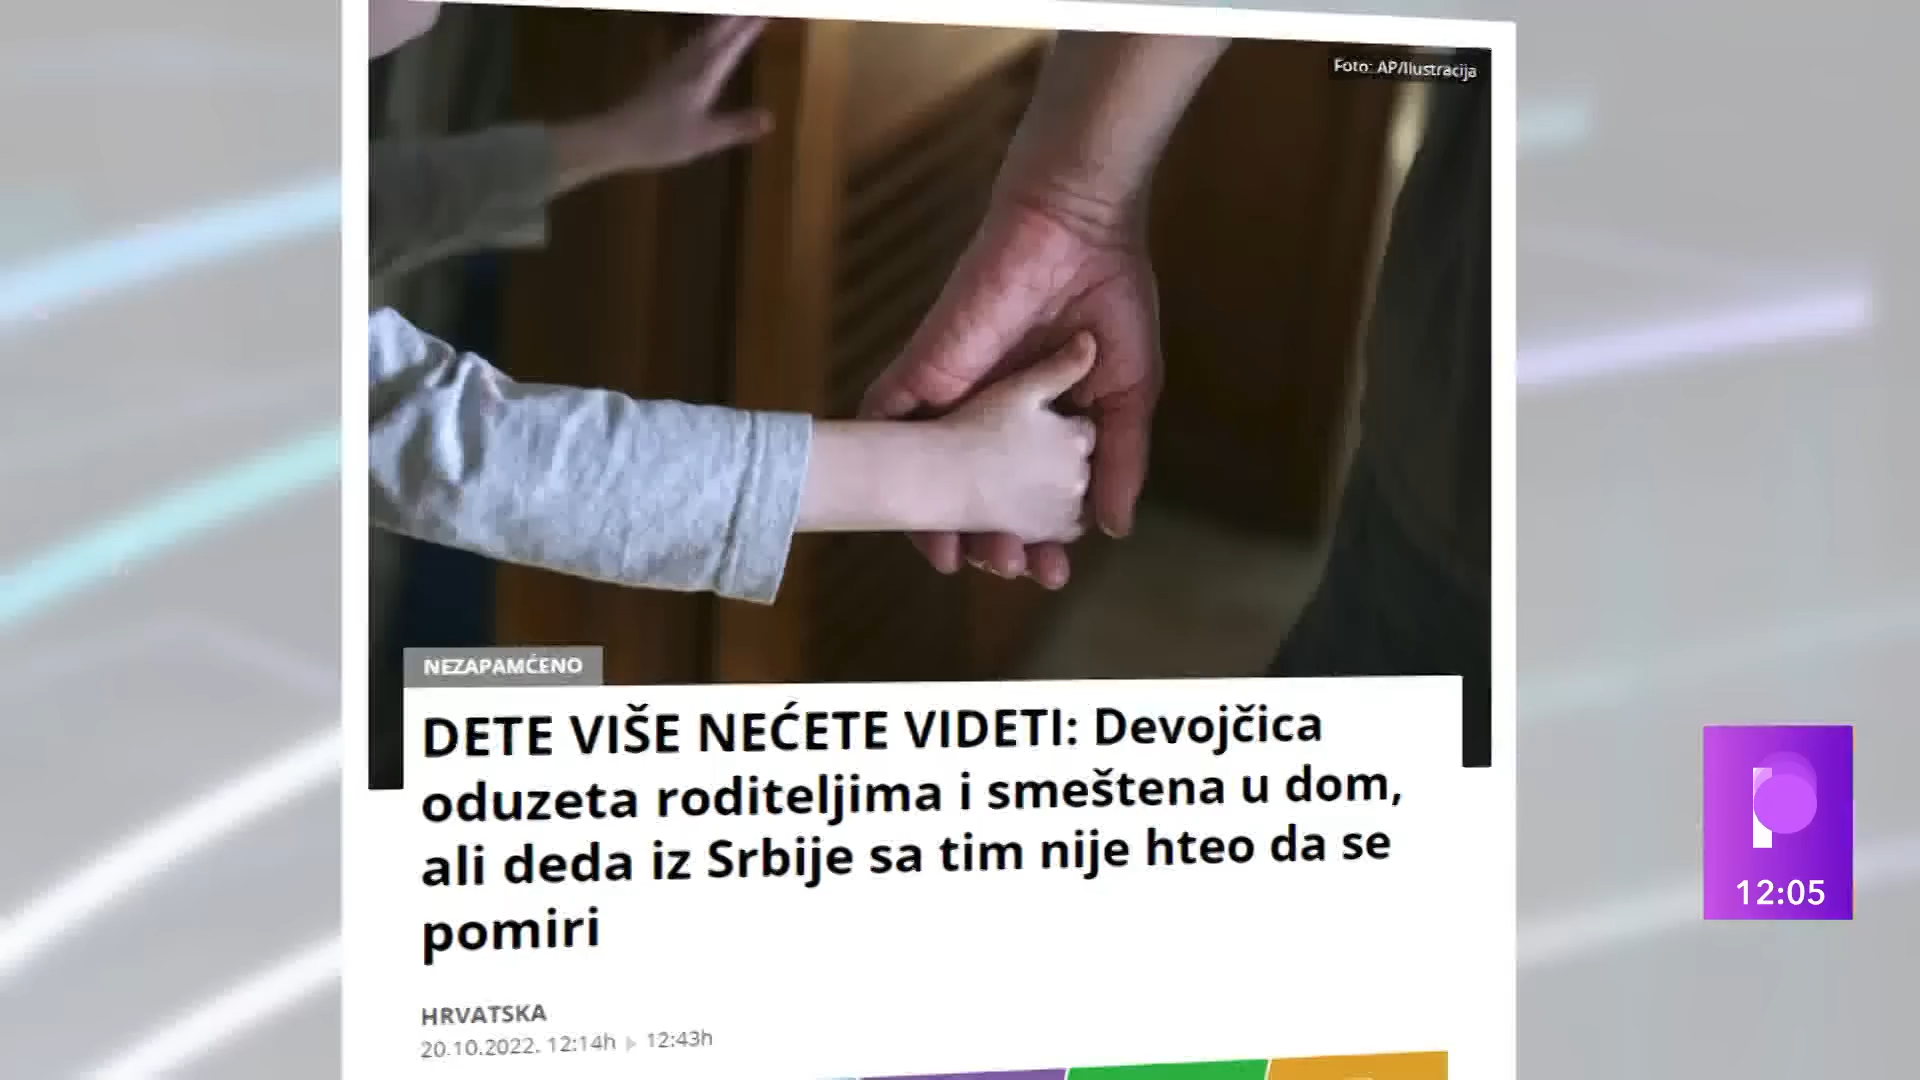 Foto: AP/Ilustracija
NEZAPAMĆENO
DETE VIŠE NEĆETE VIDETI: Devojčica
oduzeta roditeljima i smeštena u dom,
ali deda iz Srbije sa tim nije hteo da se
pomiri
HRVATSKA
20.10.2022. 12:14h ▸ 12:43h
12:05